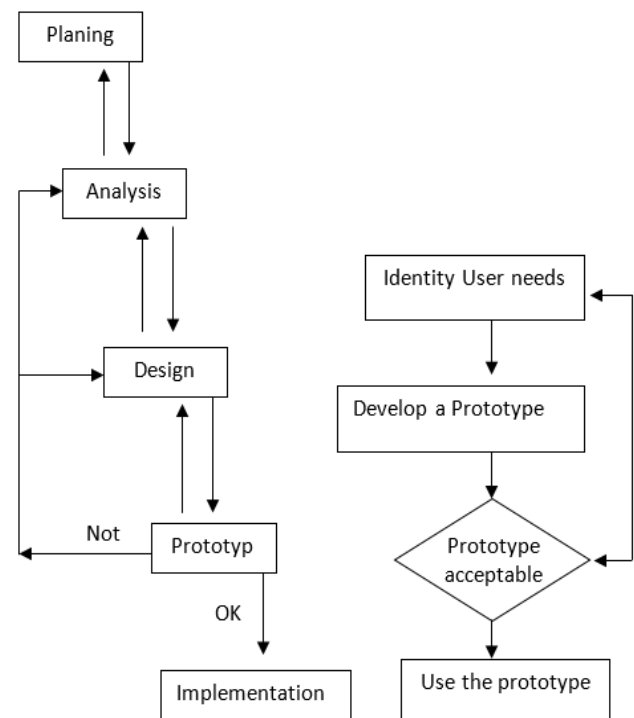 Planing
Analysis
Design
Not
Prototyp
OK
Implementation
Identity User needs
Develop a Prototype
Prototype
acceptable
Use the prototype